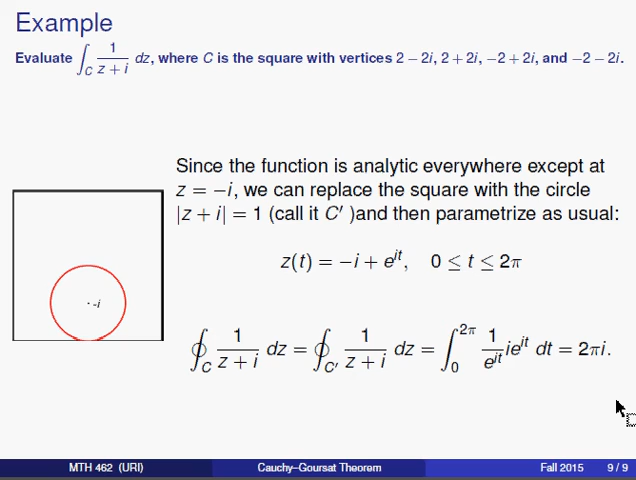 Example
Evaluate ∫_C 1/(z + i) dz, where C is the square with vertices 2 − 2i, 2 + 2i, −2 + 2i, and −2 − 2i.
Since the function is analytic everywhere except at
z = −i, we can replace the square with the circle
|z + i| = 1 (call it C′ )and then parametrize as usual:
z(t) = −i + e^{it}, 0 ≤ t ≤ 2π
· -i
∮_C 1/(z + i) dz = ∮_{C′} 1/(z + i) dz = ∫_0^{2π} 1/e^{it} ie^{it} dt = 2πi.
MTH 462 (URI) Cauchy–Goursat Theorem Fall 2015 9 / 9